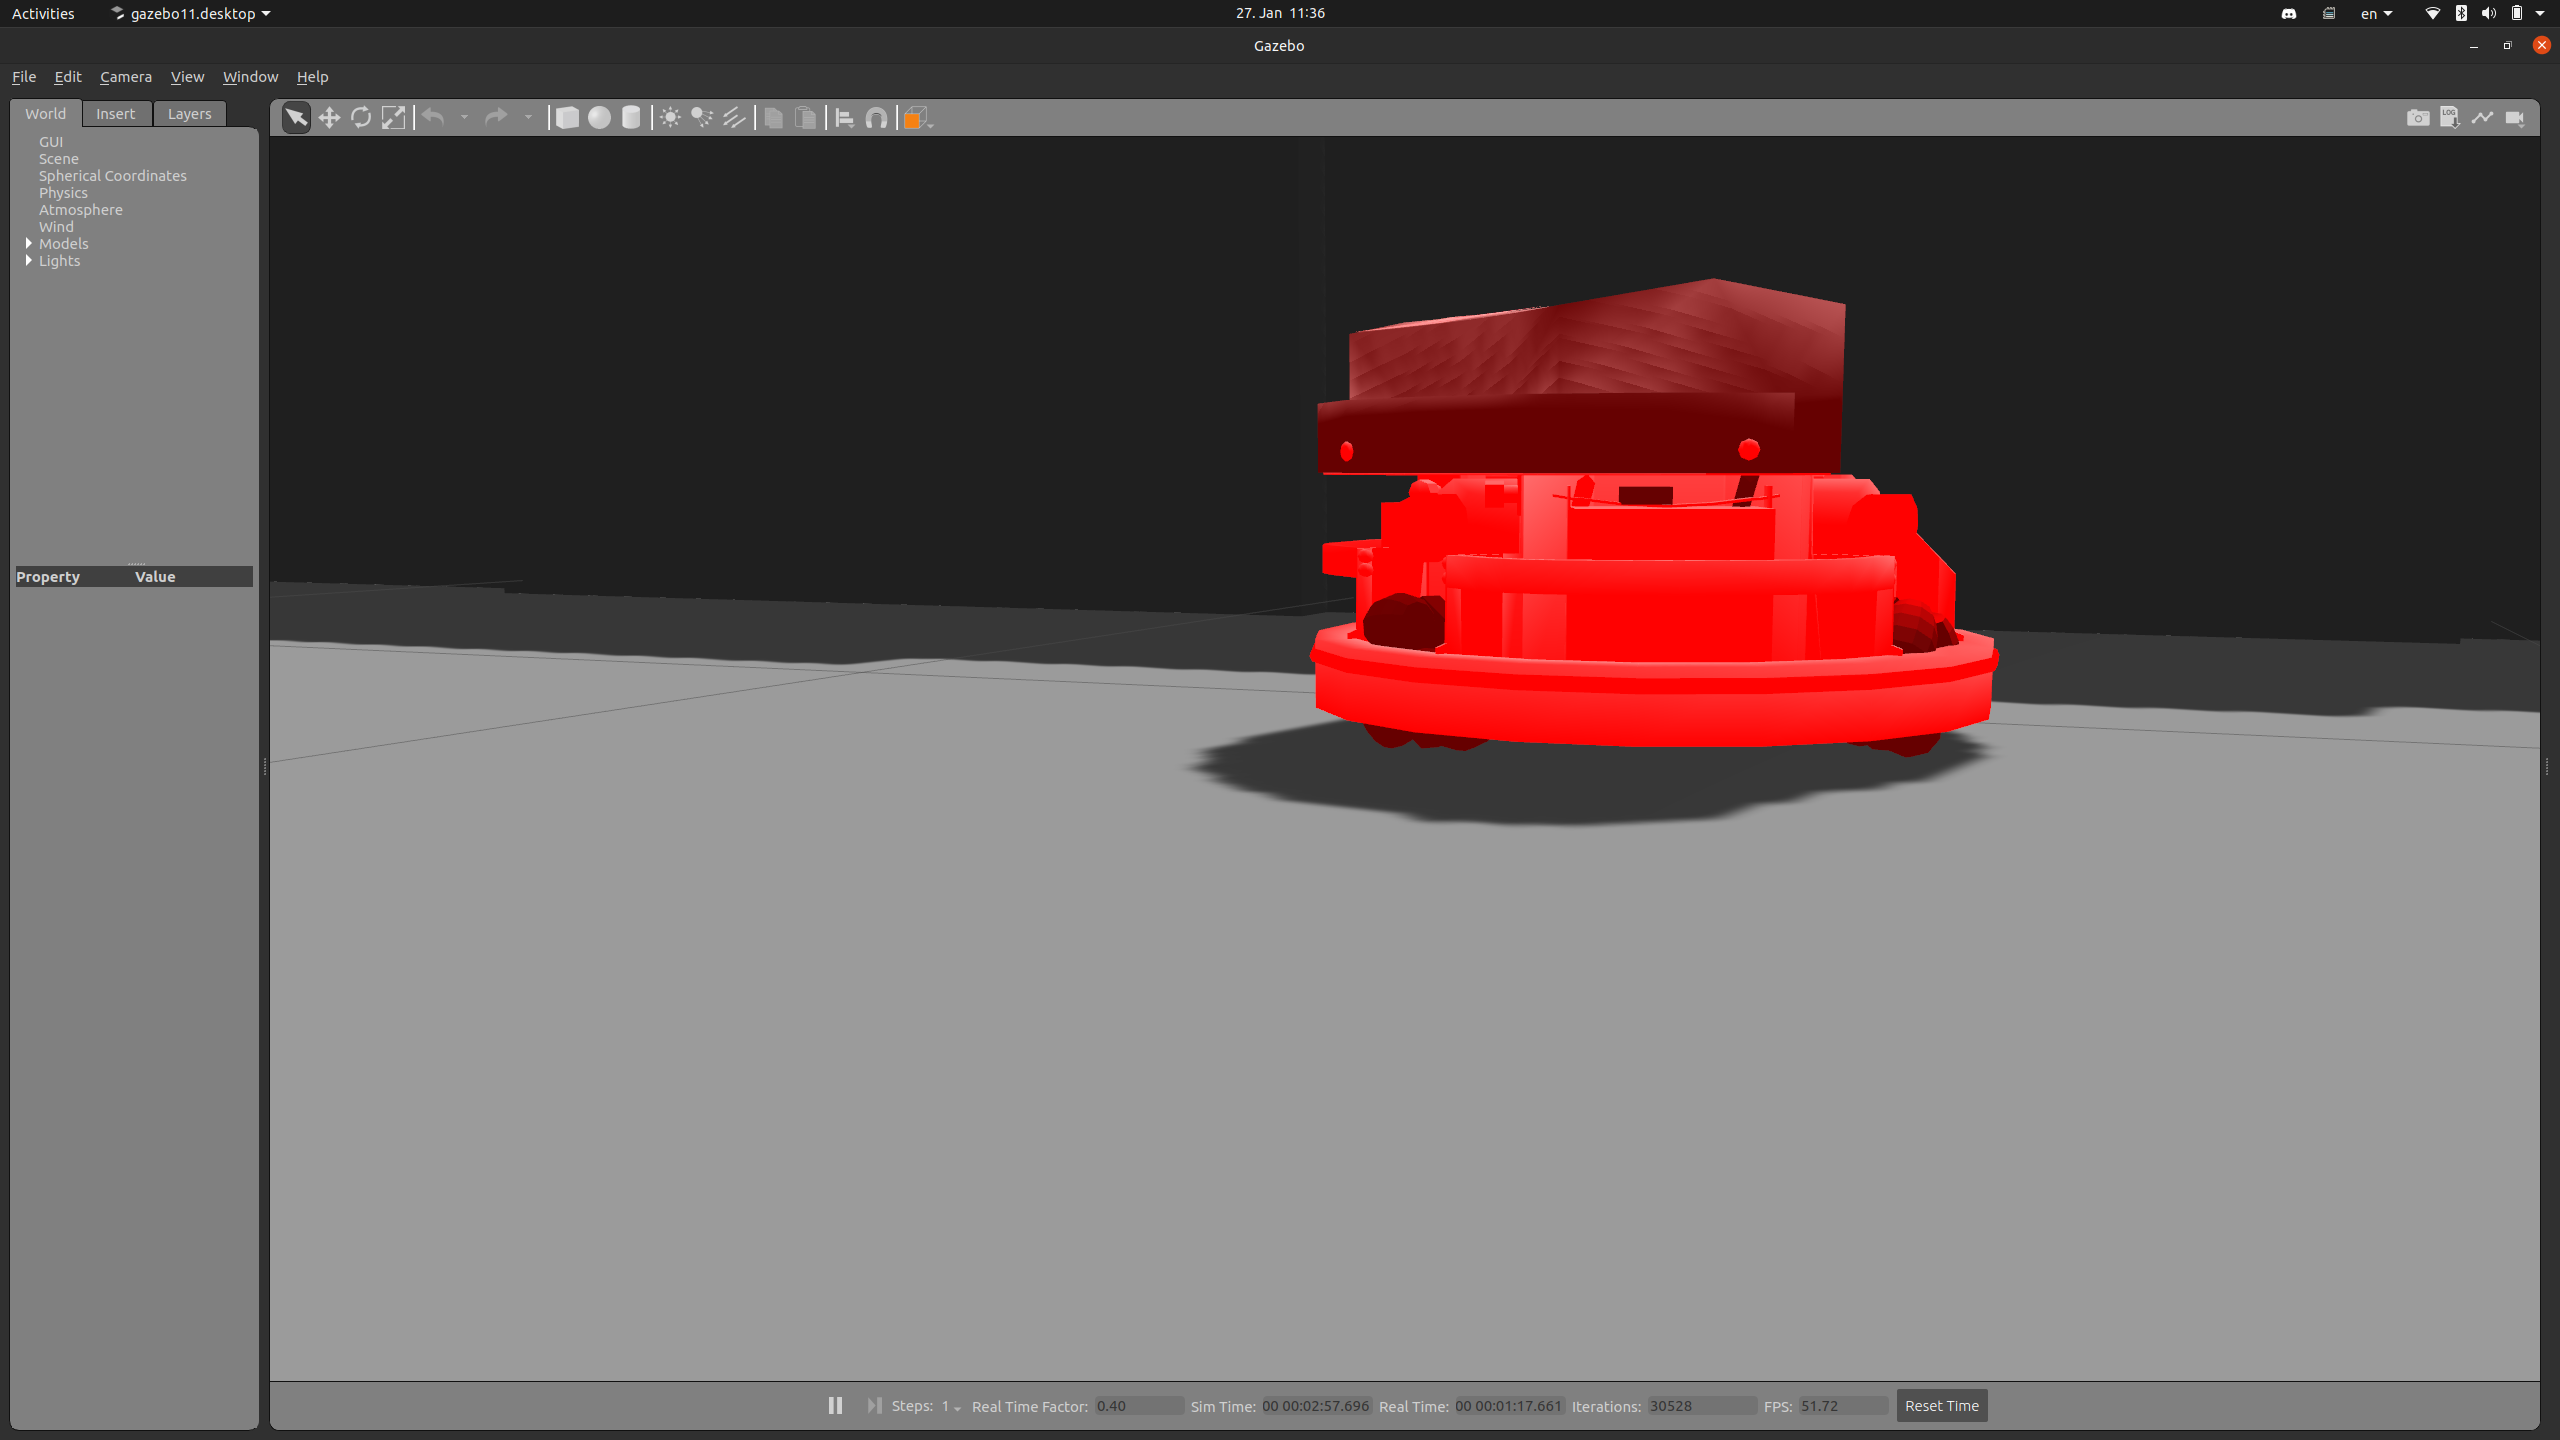 Activities gazebo11.desktop 27. Jan 11:36 en
Gazebo
File Edit Camera View Window Help
World Insert Layers
LOG
GUI
Scene
Spherical Coordinates
Physics
Atmosphere
Wind
Models
Lights
Property Value
Steps: 1 Real Time Factor: 0.40 Sim Time: 00 00:02:57.696 Real Time: 00 00:01:17.661 Iterations: 30528 FPS: 51.72 Reset Time